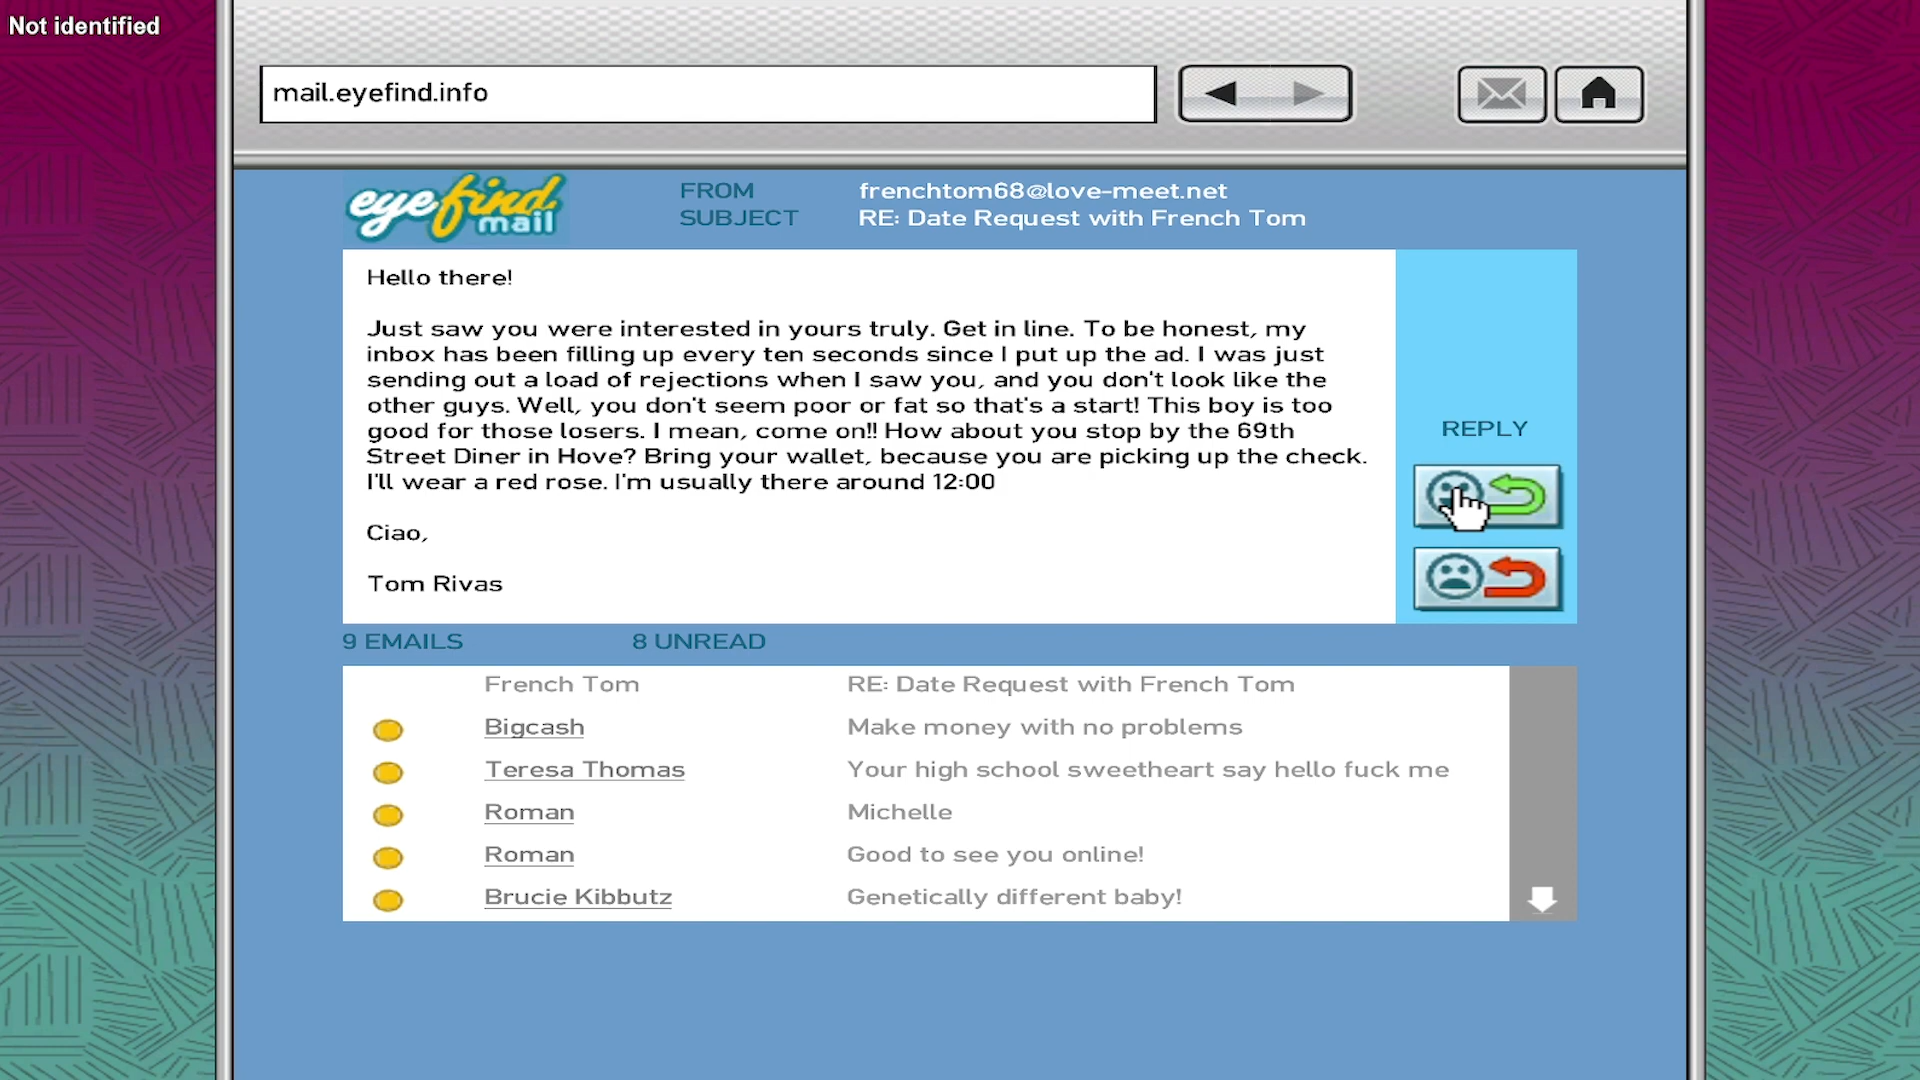 Not identified
mail.eyefind.info
eyefind mail
FROM frenchtom68@love-meet.net
SUBJECT RE: Date Request with French Tom
Hello there!
Just saw you were interested in yours truly. Get in line. To be honest, my
inbox has been filling up every ten seconds since I put up the ad. I was just
sending out a load of rejections when I saw you, and you don't look like the
other guys. Well, you don't seem poor or fat so that's a start! This boy is too
good for those losers. I mean, come on!! How about you stop by the 69th
Street Diner in Hove? Bring your wallet, because you are picking up the check.
I'll wear a red rose. I'm usually there around 12:00
Ciao,
Tom Rivas
REPLY
9 EMAILS 8 UNREAD
French Tom RE: Date Request with French Tom
Bigcash Make money with no problems
Teresa Thomas Your high school sweetheart say hello fuck me
Roman Michelle
Roman Good to see you online!
Brucie Kibbutz Genetically different baby!